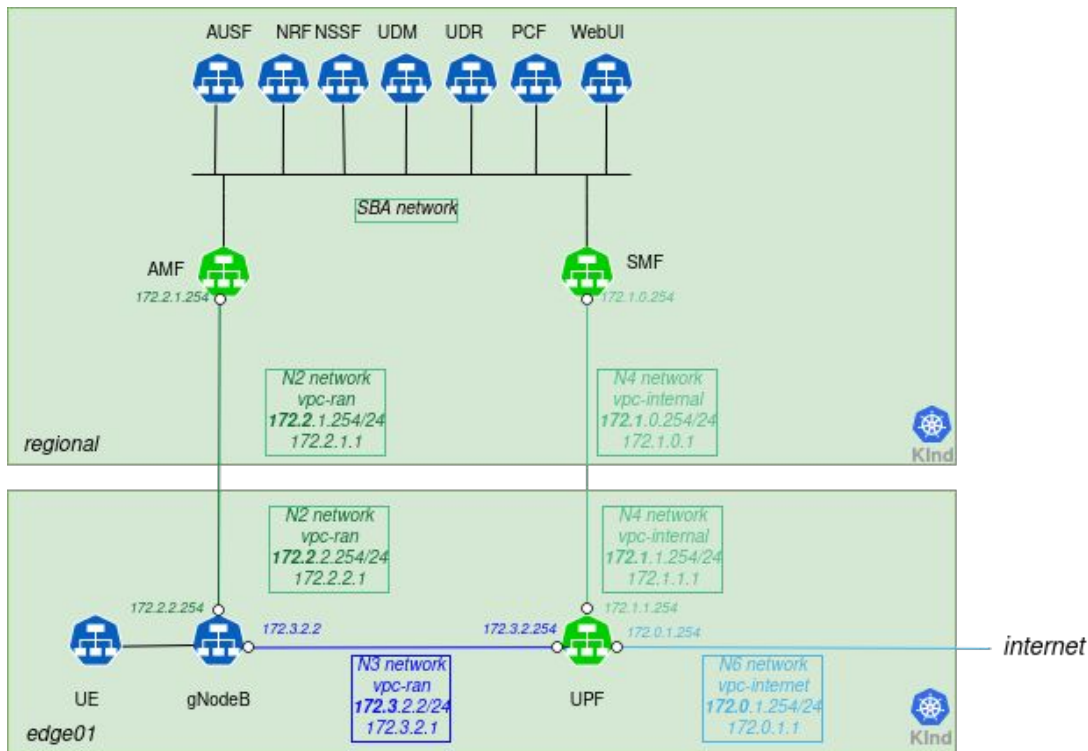 AUSF NRF NSSF UDM UDR PCF WebUI
SBA network
AMF
SMF
172.2.1.254
172.1.0.254
N2 network
vpc-ran
172.2.1.254/24
172.2.1.1
N4 network
vpc-internal
172.1.0.254/24
172.1.0.1
regional
KInd
N2 network
vpc-ran
172.2.2.254/24
172.2.2.1
N4 network
vpc-internal
172.1.1.254/24
172.1.1.1
172.2.2.254
172.1.1.254
172.3.2.2
172.3.2.254
172.0.1.254
internet
N3 network
vpc-ran
172.3.2.2/24
172.3.2.1
N6 network
vpc-internet
172.0.1.254/24
172.0.1.1
UE
gNodeB
UPF
edge01
KInd